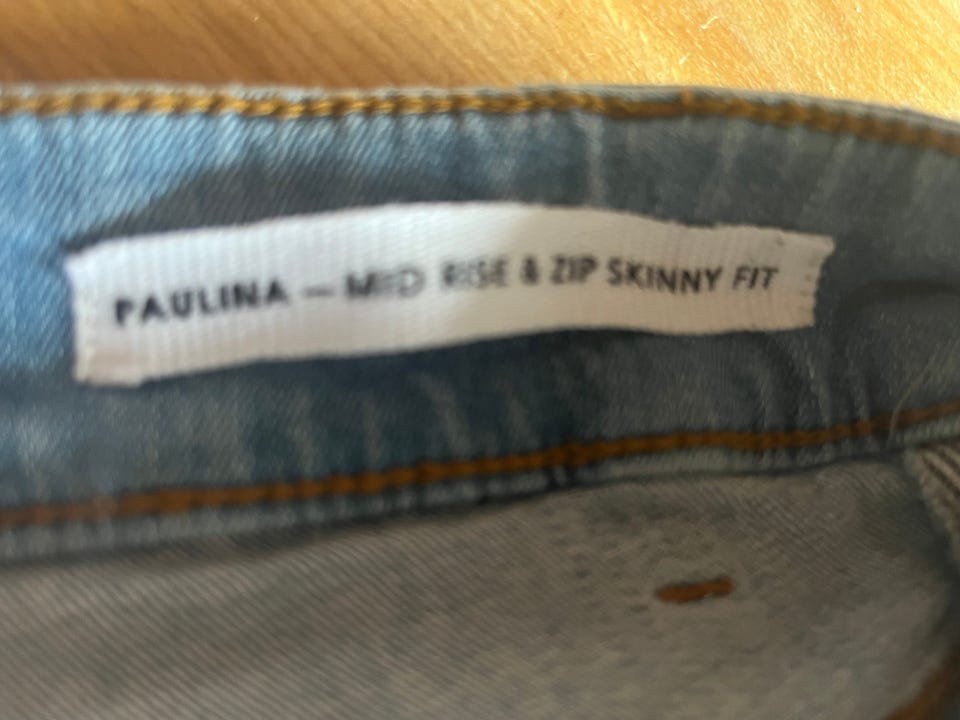 PAULINA — MID RISE & ZIP SKINNY FIT